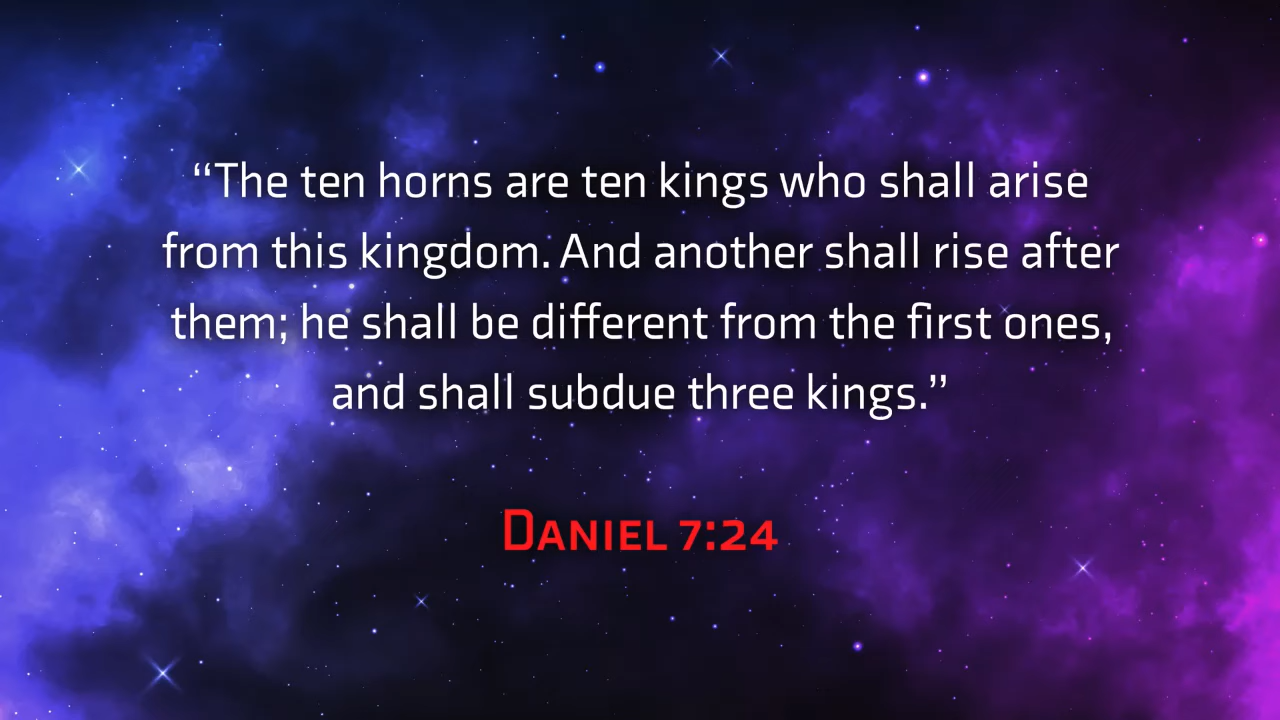 “The ten horns are ten kings who shall arise
from this kingdom. And another shall rise after
them; he shall be different from the first ones,
and shall subdue three kings.”
Daniel 7:24